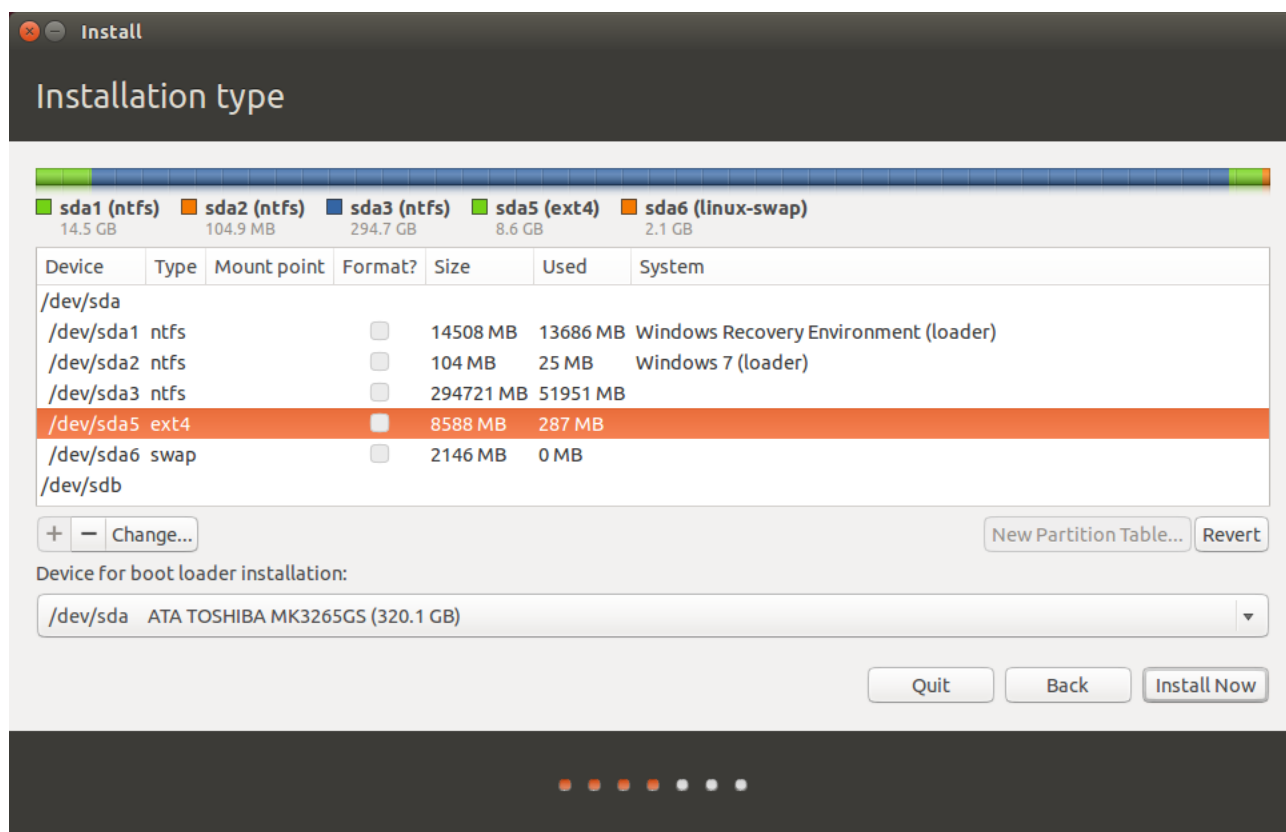 Install
Installation type
sda1 (ntfs) sda2 (ntfs) sda3 (ntfs) sda5 (ext4) sda6 (linux-swap)
14.5 GB 104.9 MB 294.7 GB 8.6 GB 2.1 GB
Device Type Mount point Format? Size Used System
/dev/sda
/dev/sda1 ntfs 14508 MB 13686 MB Windows Recovery Environment (loader)
/dev/sda2 ntfs 104 MB 25 MB Windows 7 (loader)
/dev/sda3 ntfs 294721 MB 51951 MB
/dev/sda5 ext4 8588 MB 287 MB
/dev/sda6 swap 2146 MB 0 MB
/dev/sdb
+ − Change... New Partition Table... Revert
Device for boot loader installation:
/dev/sda ATA TOSHIBA MK3265GS (320.1 GB)
Quit Back Install Now